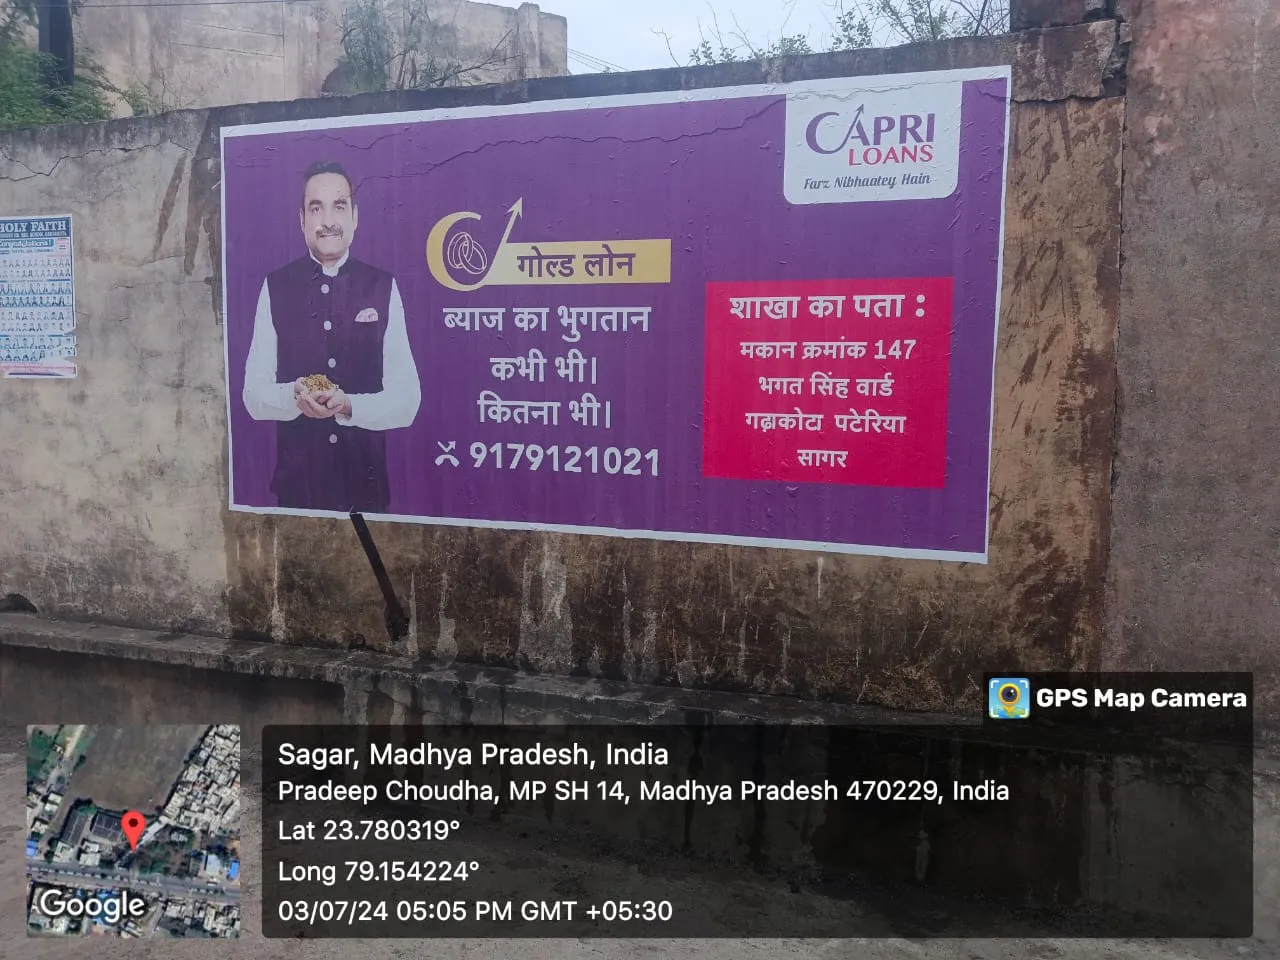 HOLY FAITH
Congratulations!
CAPRI
LOANS
Farz Nibhaatey Hain
गोल्ड लोन
ब्याज का भुगतान
कभी भी।
कितना भी।
9179121021
शाखा का पता :
मकान क्रमांक 147
भगत सिंह वार्ड
गढ़ाकोटा पटेरिया
सागर
GPS Map Camera
Sagar, Madhya Pradesh, India
Pradeep Choudha, MP SH 14, Madhya Pradesh 470229, India
Lat 23.780319°
Long 79.154224°
03/07/24 05:05 PM GMT +05:30
Google